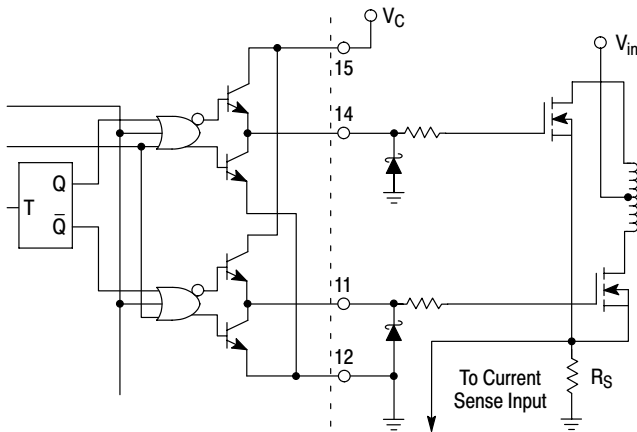 V_C
V_in
15
14
Q
T
Q̅
11
12
To Current
Sense Input
R_S